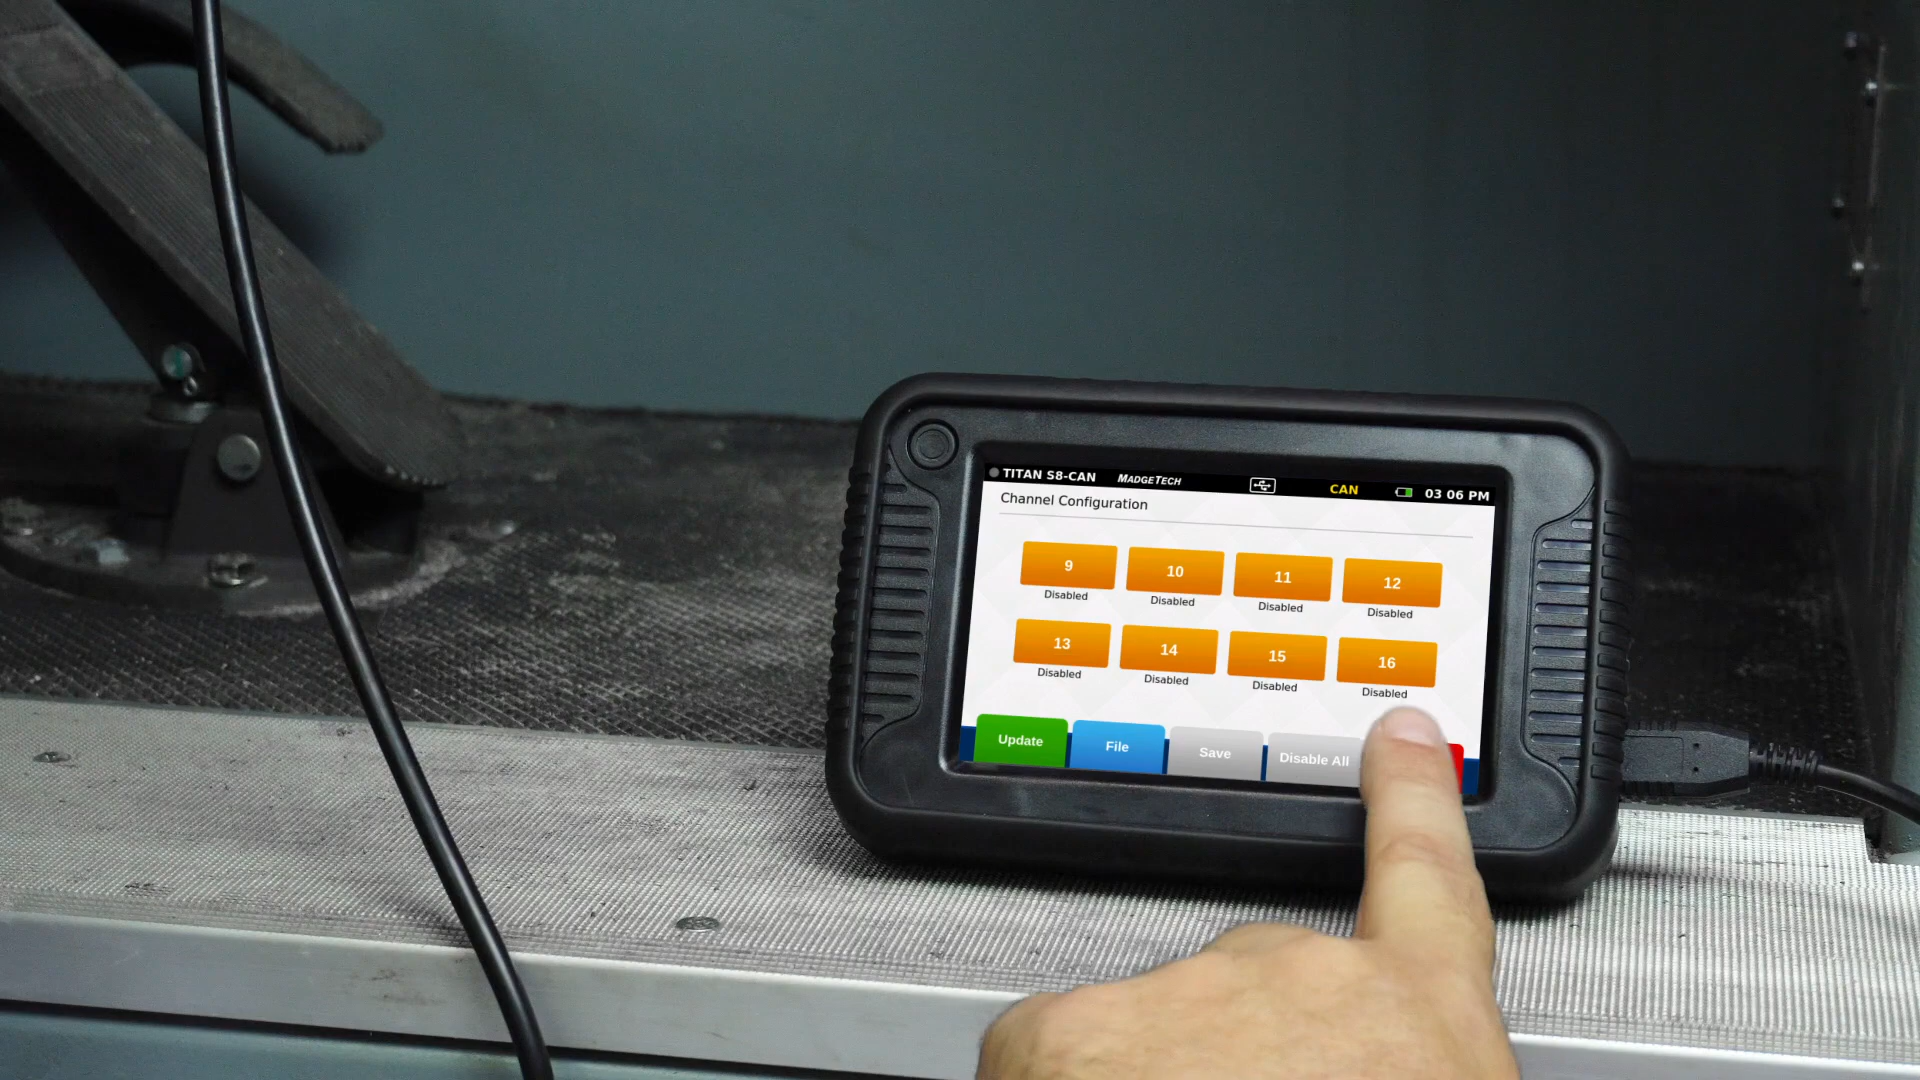 TITAN S8-CAN MADGETECH CAN 03 06 PM
Channel Configuration
9 10 11 12
Disabled Disabled Disabled Disabled
13 14 15 16
Disabled Disabled Disabled Disabled
Update File Save Disable All